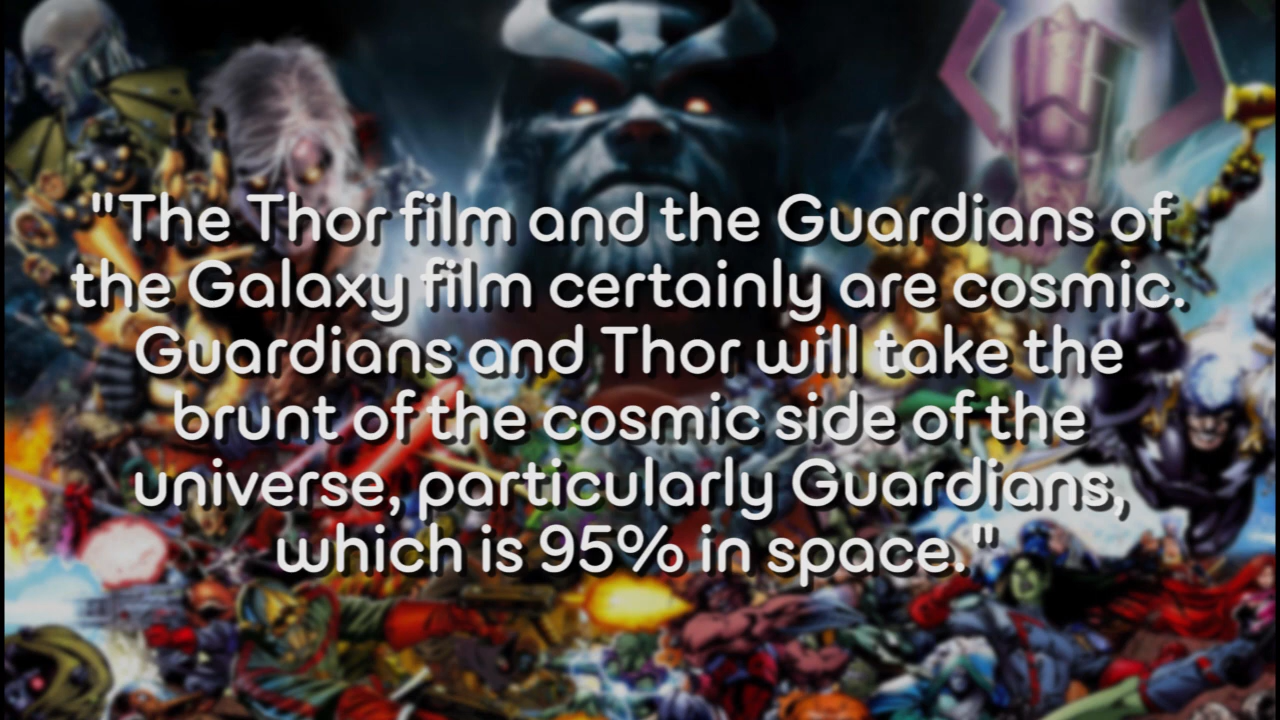 "The Thor film and the Guardians of
the Galaxy film certainly are cosmic.
Guardians and Thor will take the
brunt of the cosmic side of the
universe, particularly Guardians,
which is 95% in space."